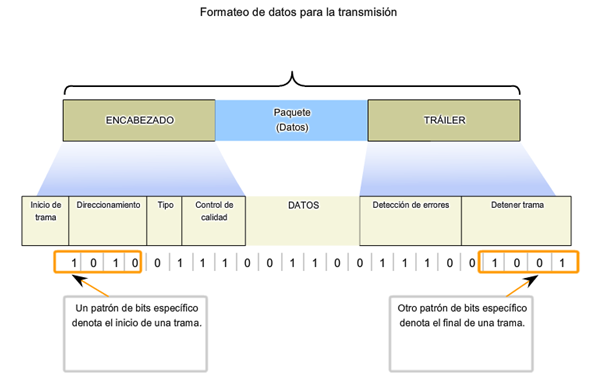 Formateo de datos para la transmisión
ENCABEZADO
Paquete
(Datos)
TRÁILER
Inicio de
trama
Direccionamiento
Tipo
Control de
calidad
DATOS
Detección de errores
Detener trama
1 0 1 0 0 1 1 1 0 0 1 1 0 0 1 1 1 0 0 1 0 0 1
Un patrón de bits específico
denota el inicio de una trama.
Otro patrón de bits específico
denota el final de una trama.